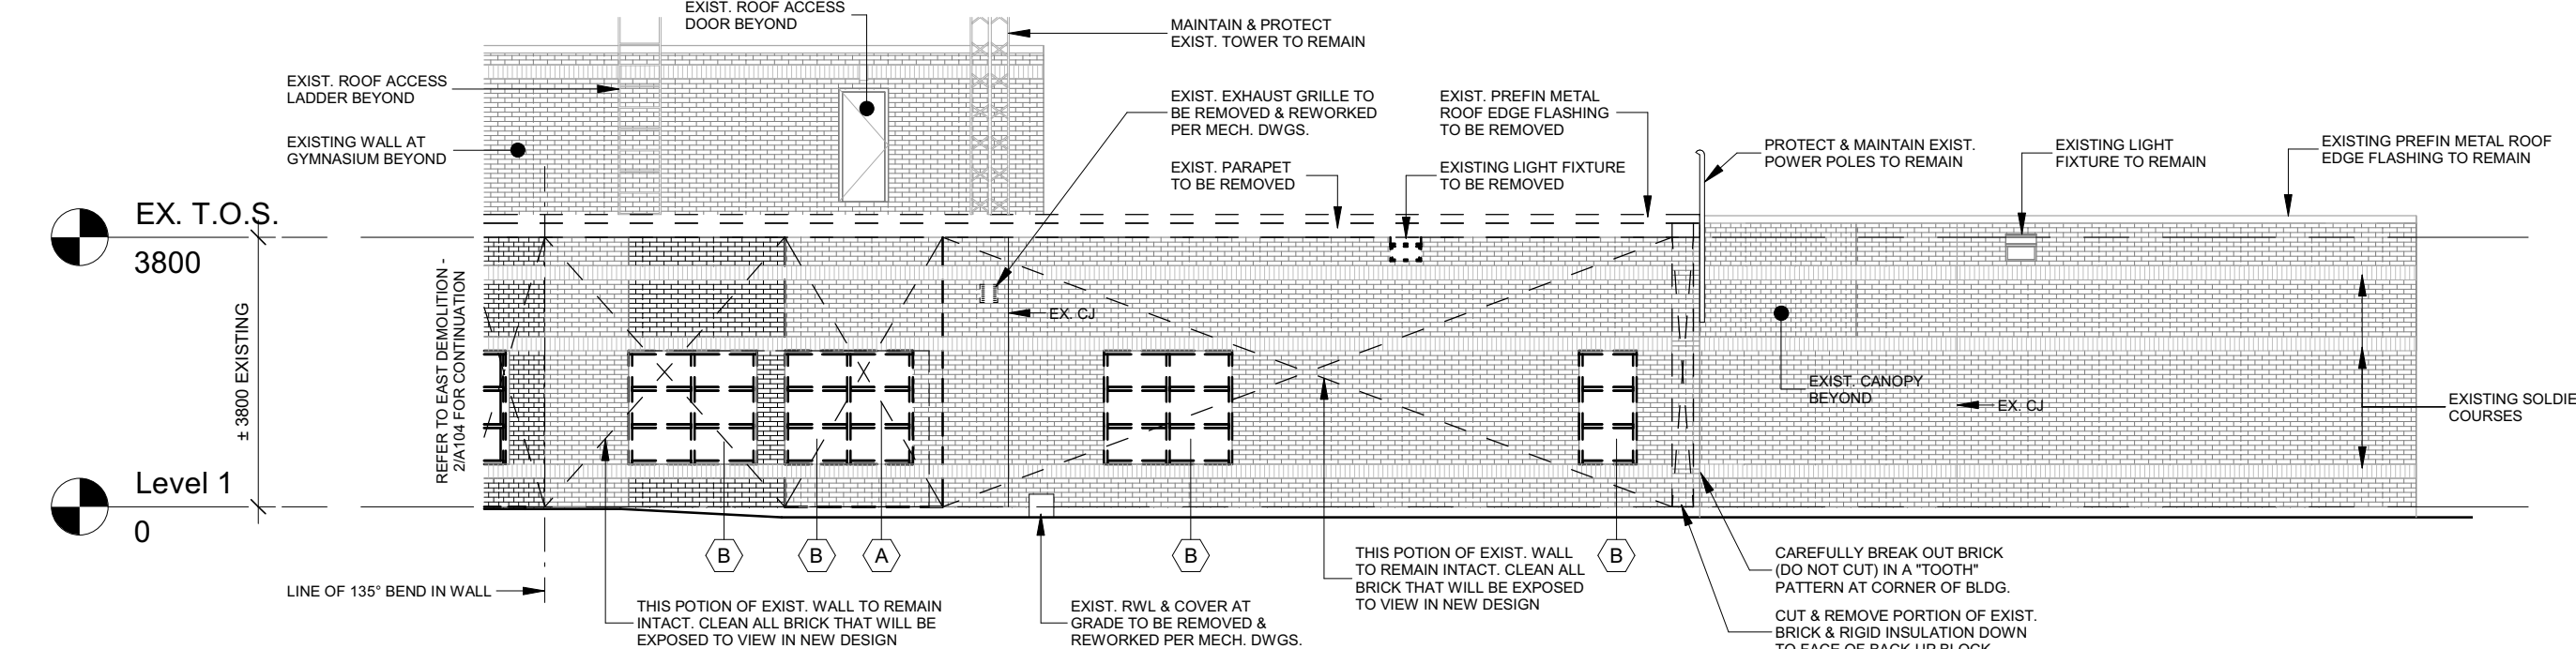 EXIST. ROOF ACCESS
DOOR BEYOND
MAINTAIN & PROTECT
EXIST. TOWER TO REMAIN
EXIST. ROOF ACCESS
LADDER BEYOND
EXISTING WALL AT
GYMNASIUM BEYOND
EXIST. EXHAUST GRILLE TO
BE REMOVED & REWORKED
PER MECH. DWGS.
EXIST. PARAPET
TO BE REMOVED
EXIST. PREFIN METAL
ROOF EDGE FLASHING
TO BE REMOVED
EXISTING LIGHT FIXTURE
TO BE REMOVED
PROTECT & MAINTAIN EXIST.
POWER POLES TO REMAIN
EXISTING LIGHT
FIXTURE TO REMAIN
EXISTING PREFIN METAL ROOF
EDGE FLASHING TO REMAIN
EX. T.O.S.
3800
± 3800 EXISTING
REFER TO EAST DEMOLITION -
2/A104 FOR CONTINUATION
EX. CJ
EXIST. CANOPY
BEYOND
EX. CJ
EXISTING SOLDIE
COURSES
Level 1
0
B
B
A
B
B
LINE OF 135° BEND IN WALL
THIS POTION OF EXIST. WALL TO REMAIN
INTACT. CLEAN ALL BRICK THAT WILL BE
EXPOSED TO VIEW IN NEW DESIGN
EXIST. RWL & COVER AT
GRADE TO BE REMOVED &
REWORKED PER MECH. DWGS.
THIS POTION OF EXIST. WALL
TO REMAIN INTACT. CLEAN ALL
BRICK THAT WILL BE EXPOSED
TO VIEW IN NEW DESIGN
CAREFULLY BREAK OUT BRICK
(DO NOT CUT) IN A "TOOTH"
PATTERN AT CORNER OF BLDG.
CUT & REMOVE PORTION OF EXIST.
BRICK & RIGID INSULATION DOWN
TO FACE OF BACK UP BLOCK